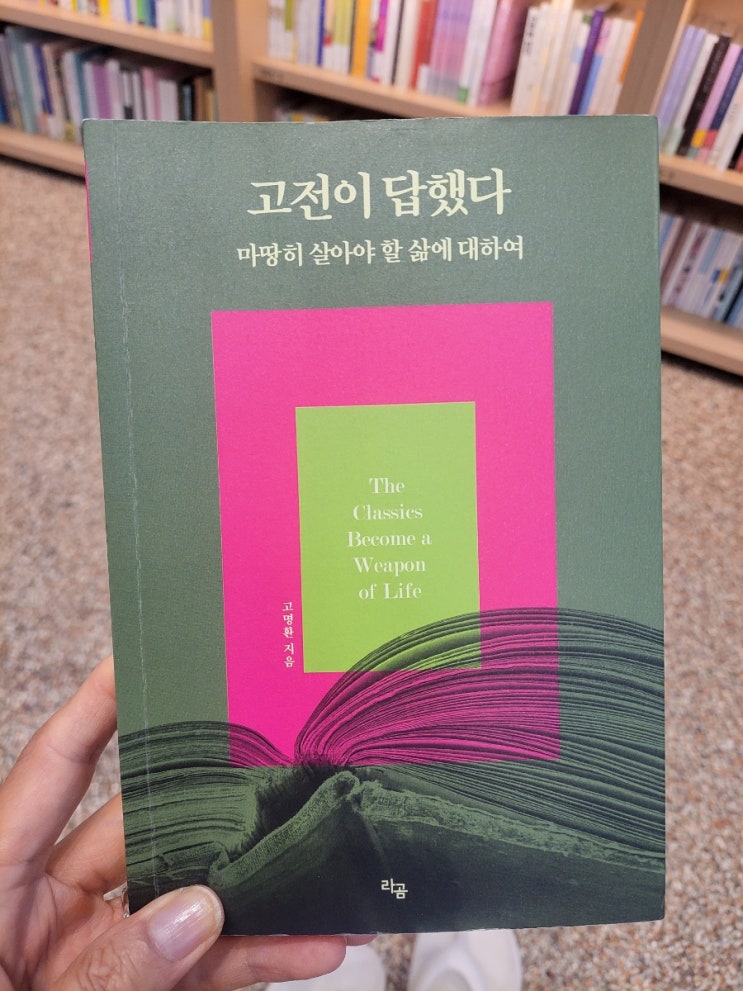 고전이 답했다
마땅히 살아야 할 삶에 대하여
The
Classics
Become a
Weapon
of Life
고명환 지음
라곰